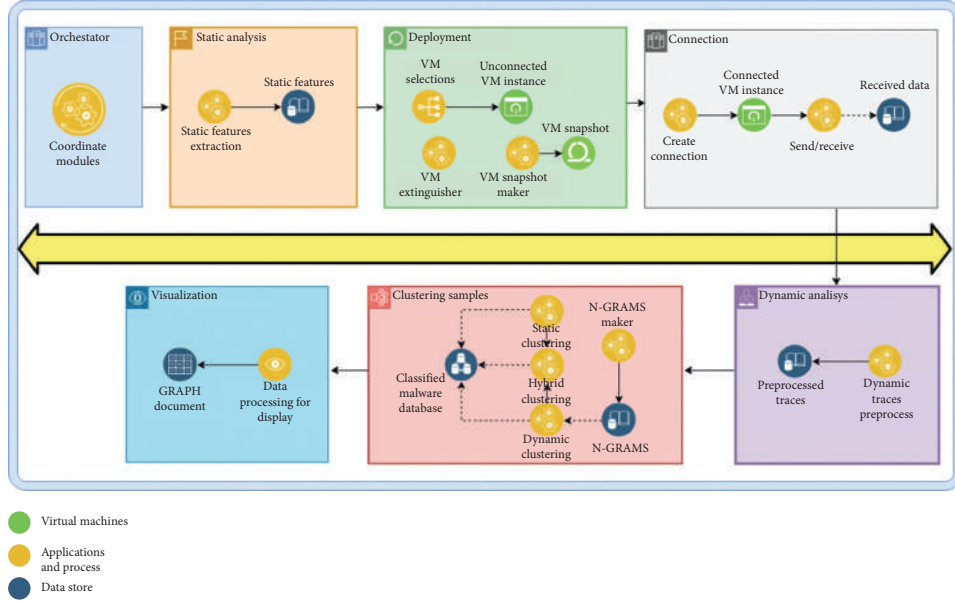 Orchestator
Coordinate
modules
Static analysis
Static features
Static features
extraction
Deployment
VM
selections
Unconnected
VM instance
VM snapshot
VM
extinguisher
VM snapshot
maker
Connection
Connected
VM instance
Received data
Create
connection
Send/receive
Visualization
GRAPH
document
Data
processing for
display
Clustering samples
N-GRAMS
maker
Static
clustering
Classified
malware
database
Hybrid
clustering
Dynamic
clustering
N-GRAMS
Dynamic analisys
Preprocessed
traces
Dynamic
traces
preprocess
Virtual machines
Applications
and process
Data store